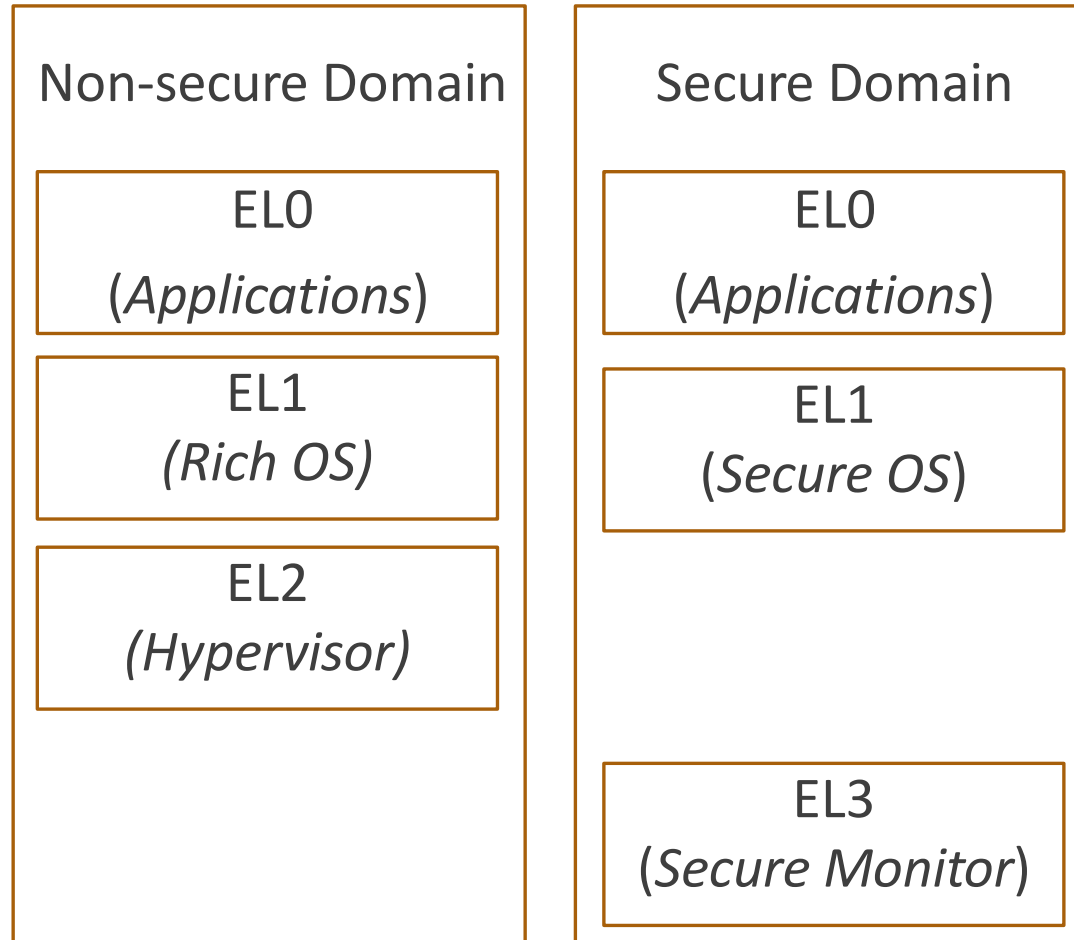 Non-secure Domain
EL0
(Applications)
EL1
(Rich OS)
EL2
(Hypervisor)
Secure Domain
EL0
(Applications)
EL1
(Secure OS)
EL3
(Secure Monitor)